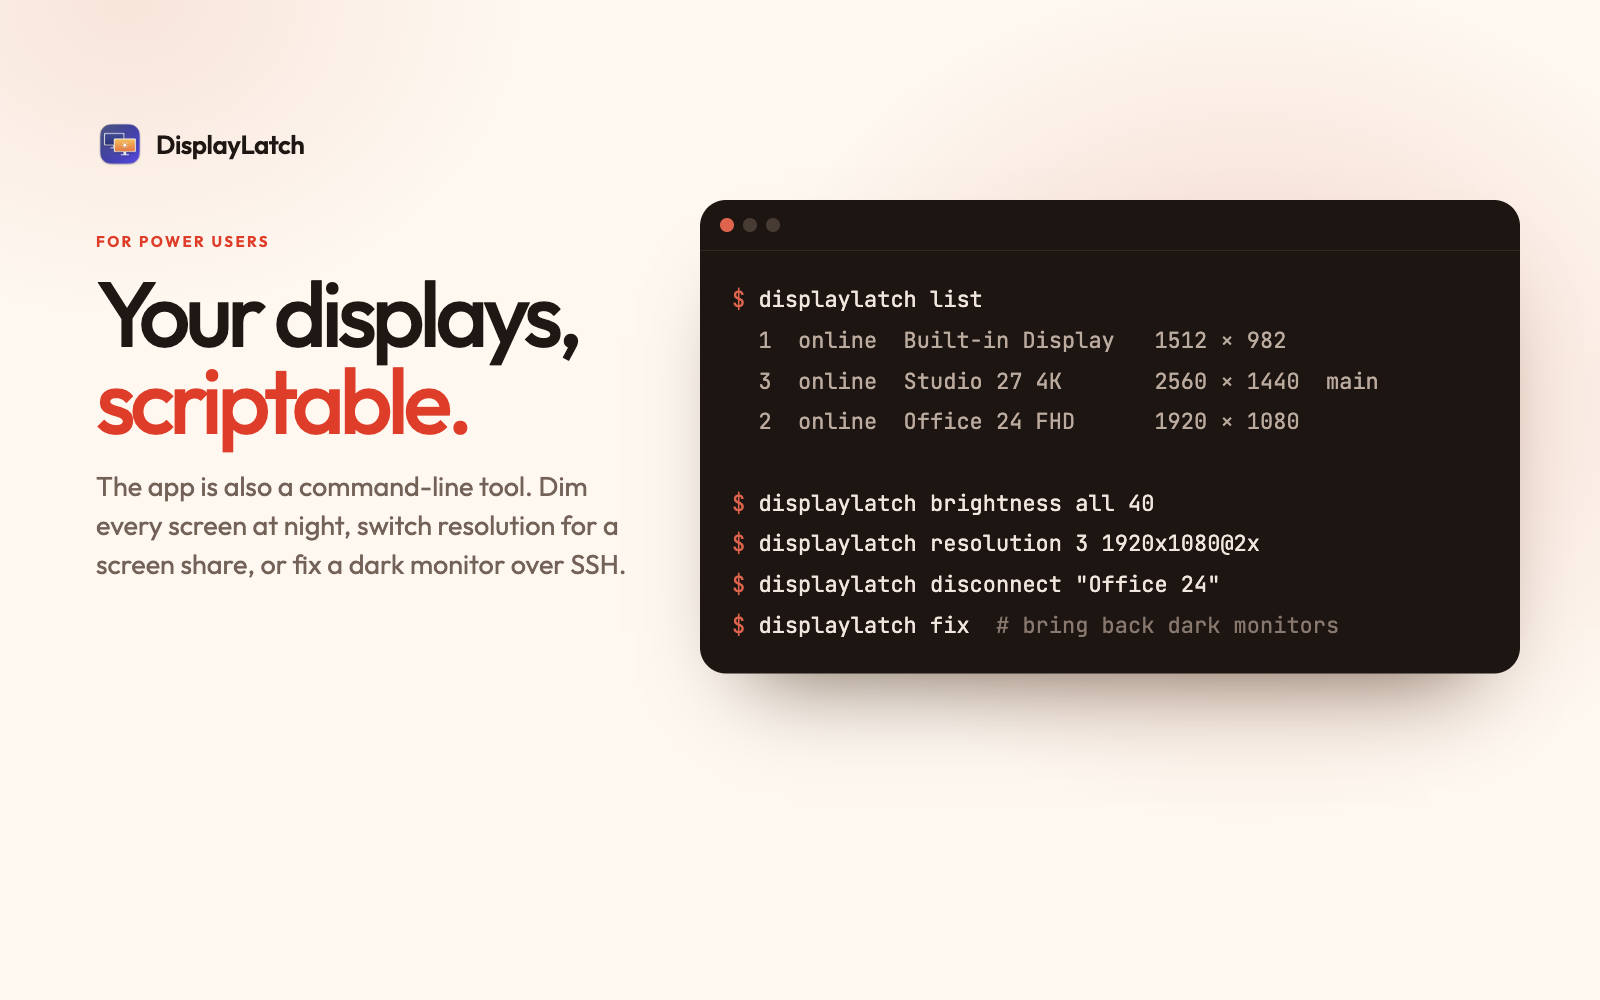 DisplayLatch
FOR POWER USERS
Your displays,
scriptable.
The app is also a command-line tool. Dim
every screen at night, switch resolution for a
screen share, or fix a dark monitor over SSH.
$ displaylatch list
1 online Built-in Display 1512 × 982
3 online Studio 27 4K 2560 × 1440 main
2 online Office 24 FHD 1920 × 1080
$ displaylatch brightness all 40
$ displaylatch resolution 3 1920x1080@2x
$ displaylatch disconnect "Office 24"
$ displaylatch fix # bring back dark monitors